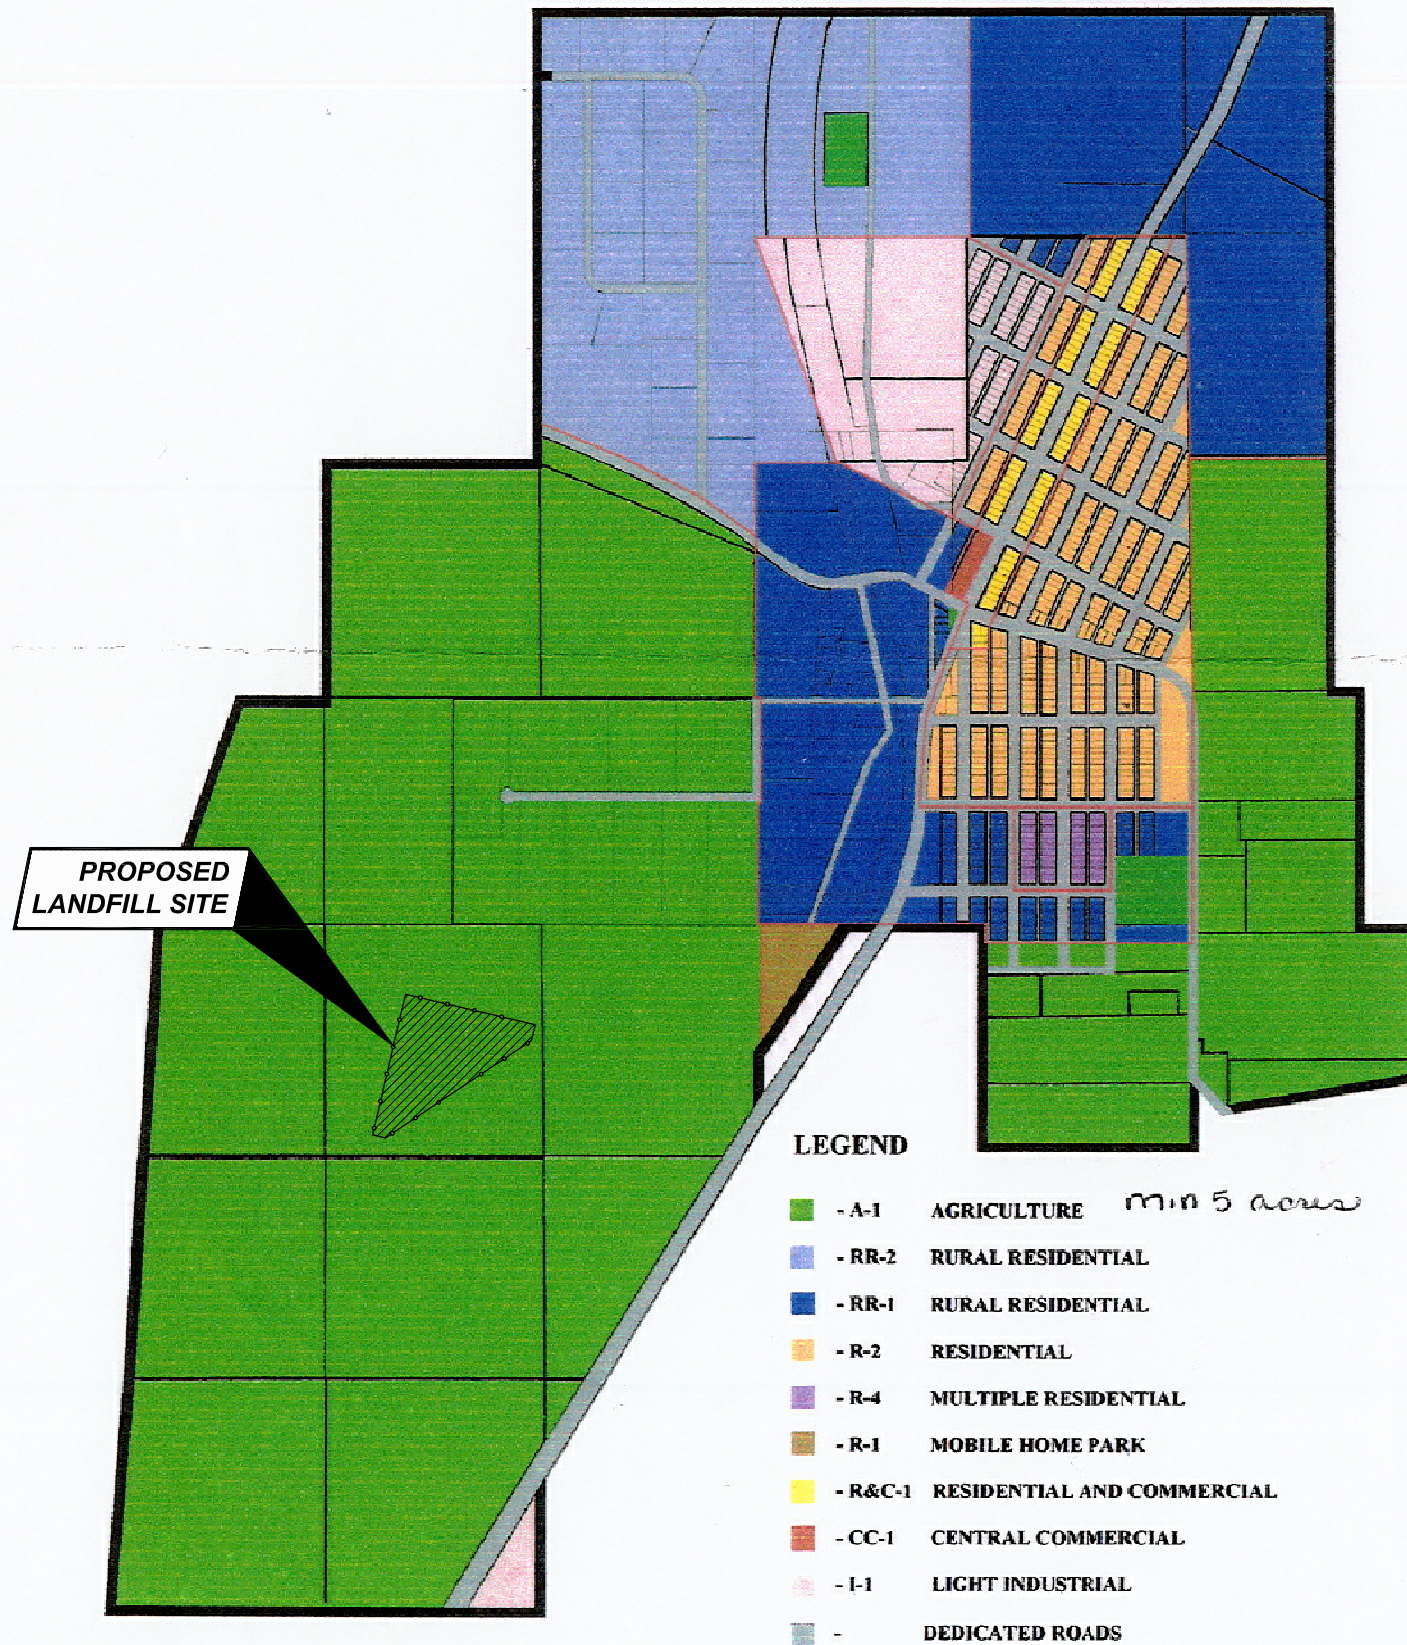 PROPOSED
LANDFILL SITE
LEGEND
- A-1 AGRICULTURE min 5 acres
- RR-2 RURAL RESIDENTIAL
- RR-1 RURAL RESIDENTIAL
- R-2 RESIDENTIAL
- R-4 MULTIPLE RESIDENTIAL
- R-1 MOBILE HOME PARK
- R&C-1 RESIDENTIAL AND COMMERCIAL
- CC-1 CENTRAL COMMERCIAL
- I-1 LIGHT INDUSTRIAL
- DEDICATED ROADS